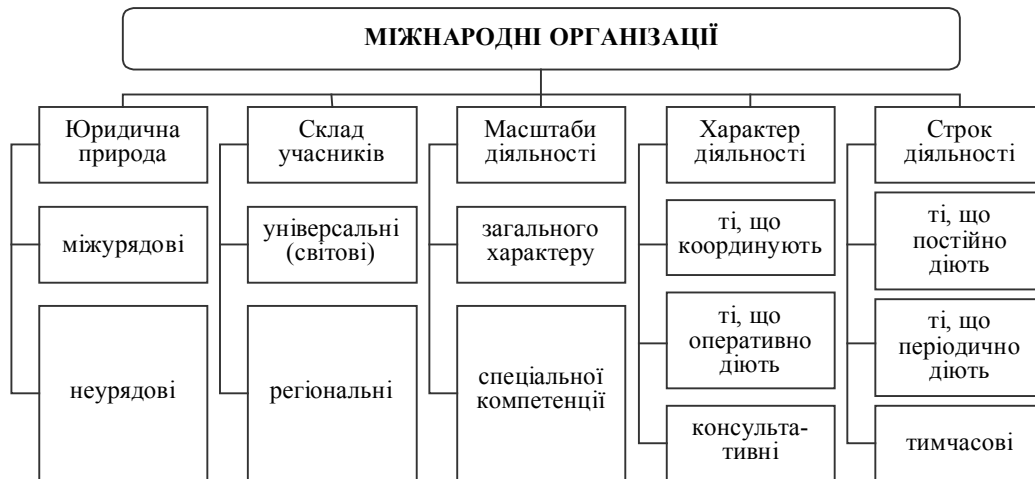 МІЖНАРОДНІ ОРГАНІЗАЦІЇ
Юридична
природа
міжурядові
неурядові
Склад
учасників
універсальні
(світові)
регіональні
Масштаби
діяльності
загального
характеру
спеціальної
компетенції
Характер
діяльності
ті, що
координують
ті, що
оперативно
діють
консульта-
тивні
Строк
діяльності
ті, що
постійно
діють
ті, що
періодично
діють
тимчасові